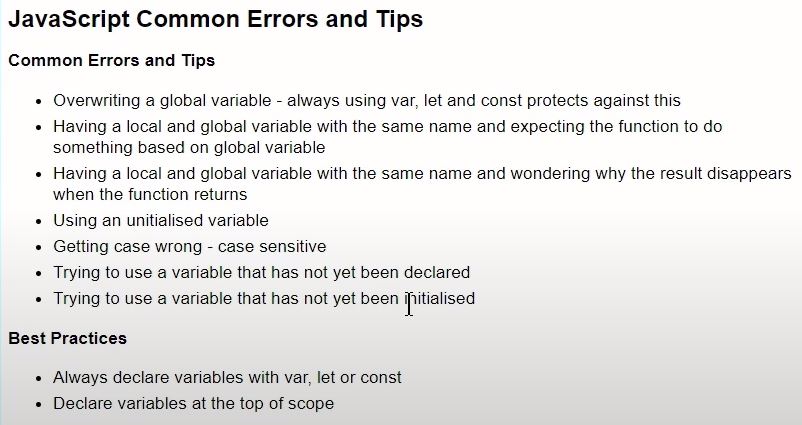 JavaScript Common Errors and Tips
Common Errors and Tips
• Overwriting a global variable - always using var, let and const protects against this
• Having a local and global variable with the same name and expecting the function to do
something based on global variable
• Having a local and global variable with the same name and wondering why the result disappears
when the function returns
• Using an unitialised variable
• Getting case wrong - case sensitive
• Trying to use a variable that has not yet been declared
• Trying to use a variable that has not yet been initialised
Best Practices
• Always declare variables with var, let or const
• Declare variables at the top of scope